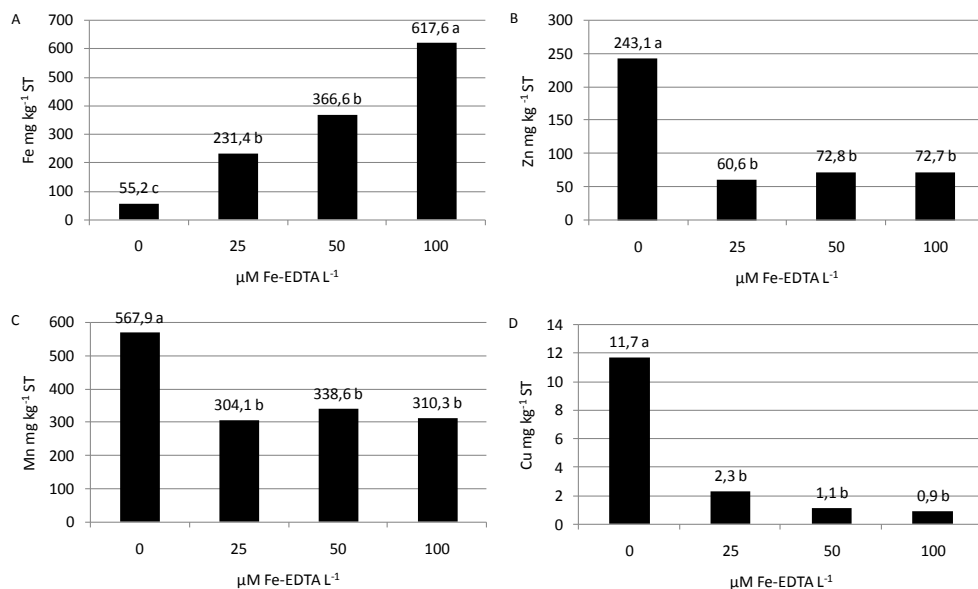 A
700
600
500
400
300
200
100
0
Fe mg kg⁻¹ ST
55,2 c
231,4 b
366,6 b
617,6 a
0 25 50 100
µM Fe-EDTA L⁻¹
B
300
250
200
150
100
50
0
Zn mg kg⁻¹ ST
243,1 a
60,6 b
72,8 b
72,7 b
0 25 50 100
µM Fe-EDTA L⁻¹
C
600
500
400
300
200
100
0
Mn mg kg⁻¹ ST
567,9 a
304,1 b
338,6 b
310,3 b
0 25 50 100
µM Fe-EDTA L⁻¹
D
14
12
10
8
6
4
2
0
Cu mg kg⁻¹ ST
11,7 a
2,3 b
1,1 b
0,9 b
0 25 50 100
µM Fe-EDTA L⁻¹